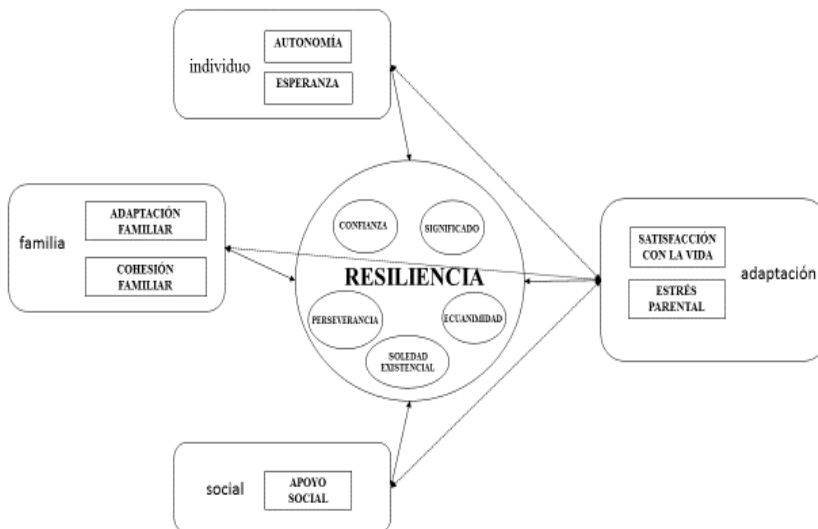 individuo
AUTONOMÍA
ESPERANZA
familia
ADAPTACIÓN
FAMILIAR
COHESIÓN
FAMILIAR
CONFIANZA
SIGNIFICADO
RESILIENCIA
PERSEVERANCIA
ECUANIMIDAD
SOLEDAD
EXISTENCIAL
SATISFACCIÓN
CON LA VIDA
adaptación
ESTRÉS
PARENTAL
social
APOYO
SOCIAL